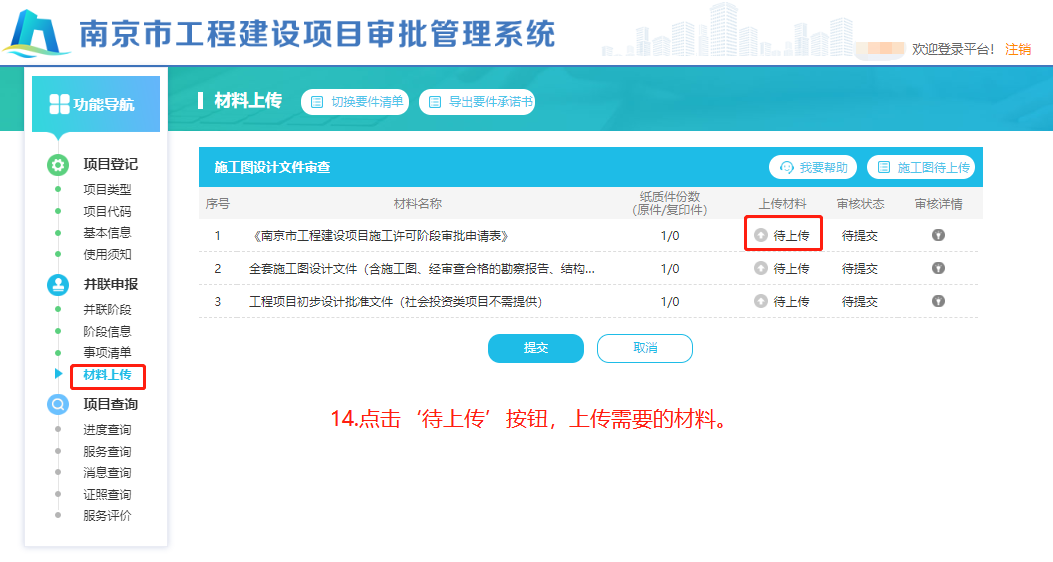 南京市工程建设项目审批管理系统
欢迎登录平台! 注销
功能导航
项目登记
项目类型
项目代码
基本信息
使用须知
并联申报
并联阶段
阶段信息
事项清单
材料上传
项目查询
进度查询
服务查询
消息查询
证照查询
服务评价
材料上传 切换要件清单 导出要件承诺书
施工图设计文件审查 我要帮助 施工图待上传
序号 材料名称 纸质件份数 上传材料 审核状态 审核详情
(原件/复印件)
1 《南京市工程建设项目施工许可阶段审批申请表》 1/0 待上传 待提交
2 全套施工图设计文件（含施工图、经审查合格的勘察报告、结构... 1/0 待上传 待提交
3 工程项目初步设计批准文件（社会投资类项目不需提供） 1/0 待上传 待提交
提交 取消
14.点击‘待上传’按钮，上传需要的材料。